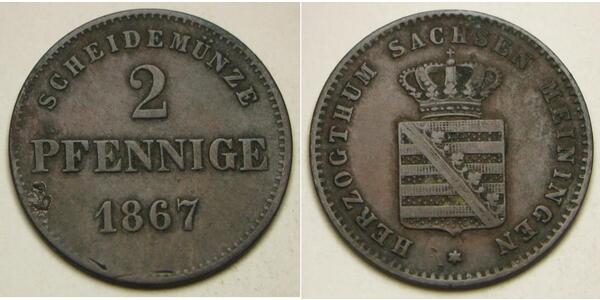 SCHEIDEMÜNZE
2
PFENNIGE
1867
HERZOGTHUM SACHSEN MEININGEN